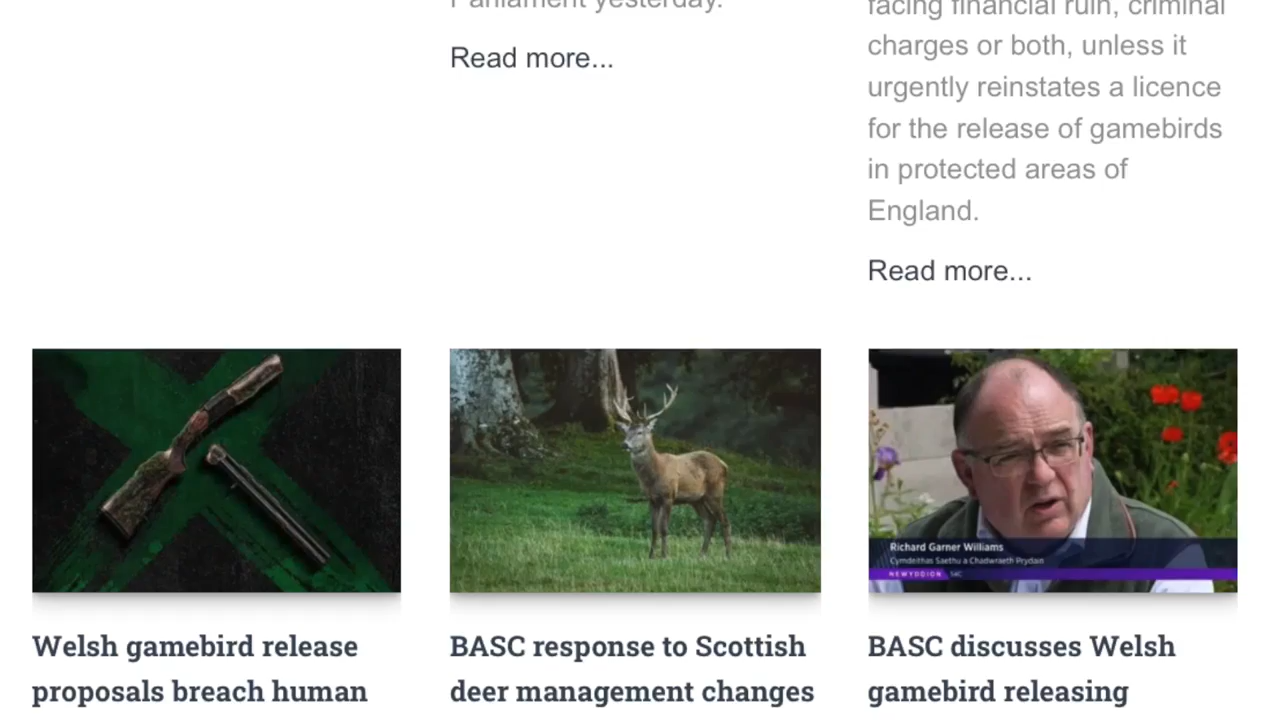 Parliament yesterday.
Read more...
facing financial ruin, criminal
charges or both, unless it
urgently reinstates a licence
for the release of gamebirds
in protected areas of
England.
Read more...
Richard Garner Williams
Cymdeithas Saethu a Chadwraeth Prydain
NEWYDDION S4C
Welsh gamebird release
proposals breach human
BASC response to Scottish
deer management changes
BASC discusses Welsh
gamebird releasing